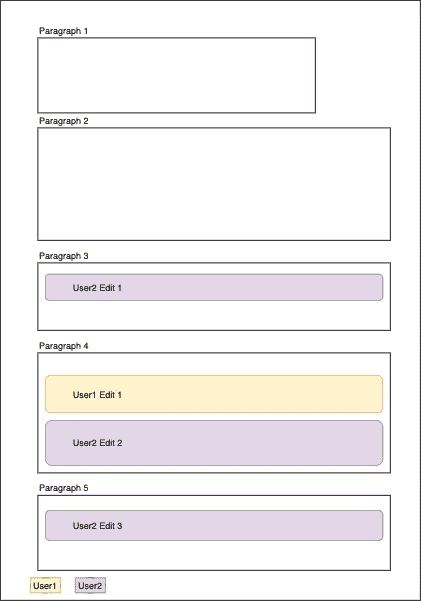 Paragraph 1
Paragraph 2
Paragraph 3
User2 Edit 1
Paragraph 4
User1 Edit 1
User2 Edit 2
Paragraph 5
User2 Edit 3
User1 User2